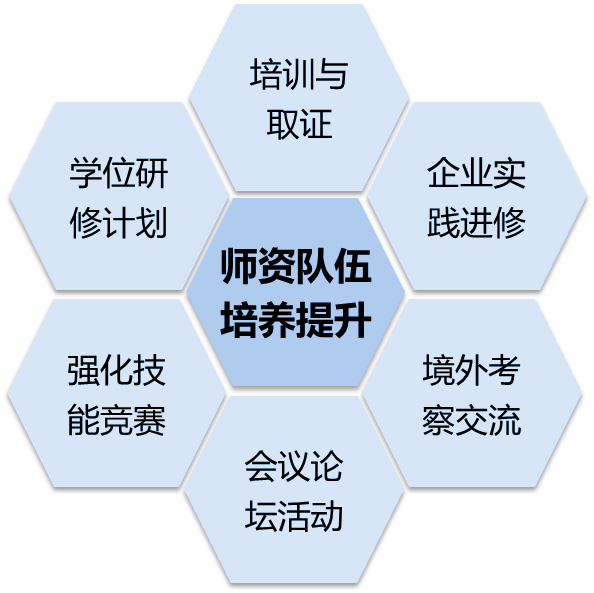 培训与
取证
学位研
修计划
企业实
践进修
师资队伍
培养提升
强化技
能竞赛
境外考
察交流
会议论
坛活动